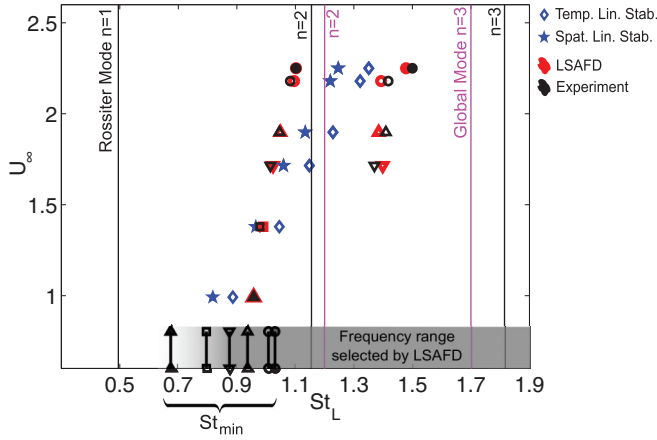 Rossiter Mode n=1
n=2
n=2
Global Mode n=3
n=3
Temp. Lin. Stab.
Spat. Lin. Stab.
LSAFD
Experiment
U∞
2.5
2
1.5
1
Frequency range
selected by LSAFD
0.5
0.7
0.9
1.1
1.3
1.5
1.7
1.9
St_L
St_min